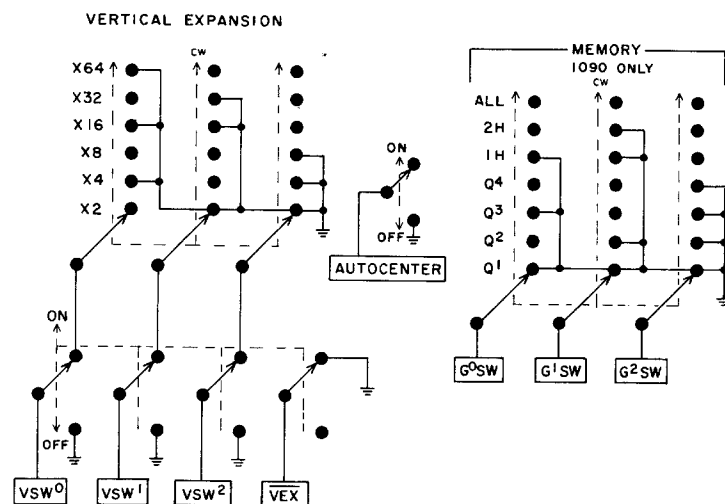 VERTICAL EXPANSION
X64
X32
X16
X8
X4
X2
CW
ON
OFF
AUTOCENTER
MEMORY
1090 ONLY
CW
ALL
2H
1H
Q4
Q3
Q2
Q1
G⁰SW
G¹SW
G²SW
ON
OFF
VSW⁰
VSW¹
VSW²
V̅E̅X̅